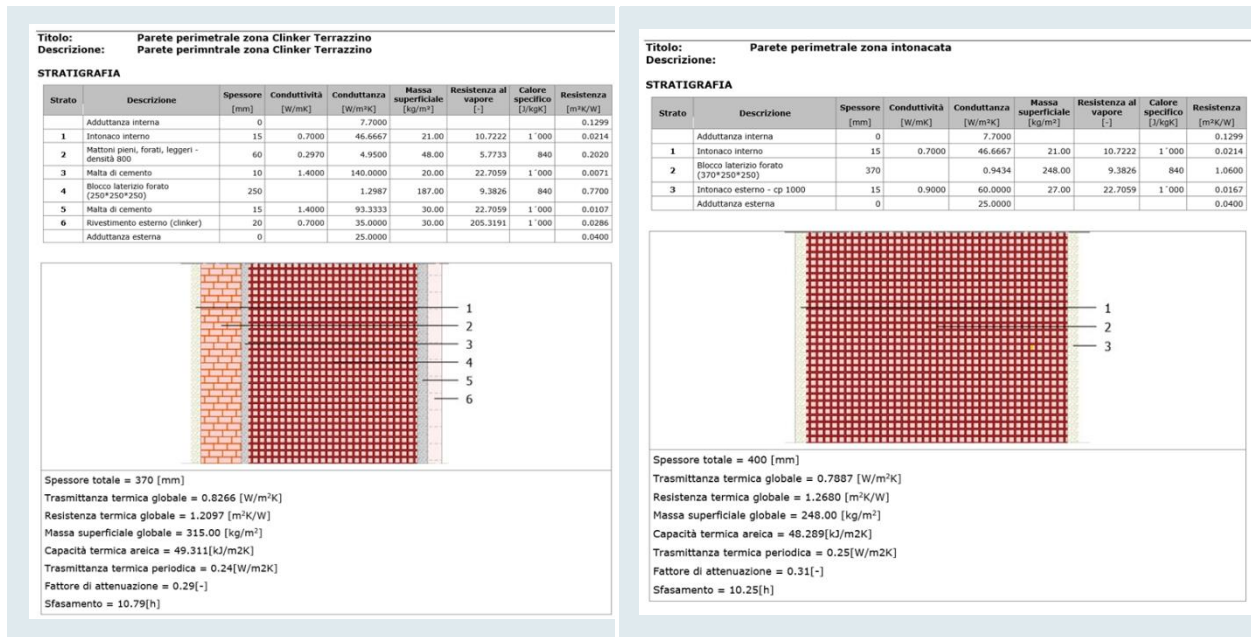 Titolo: Parete perimetrale zona Clinker Terrazzino
Descrizione: Parete perimntrale zona Clinker Terrazzino
STRATIGRAFIA
Strato Descrizione Spessore [mm] Conduttività [W/mK] Conduttanza [W/m²K] Massa superficiale [kg/m²] Resistenza al vapore [-] Calore specifico [J/kgK] Resistenza [m²K/W]
Adduttanza interna 0 7.7000 0.1299
1 Intonaco interno 15 0.7000 46.6667 21.00 10.7222 1´000 0.0214
2 Mattoni pieni, forati, leggeri - densità 800 60 0.2970 4.9500 48.00 5.7733 840 0.2020
3 Malta di cemento 10 1.4000 140.0000 20.00 22.7059 1´000 0.0071
4 Blocco laterizio forato (250*250*250) 250 1.2987 187.00 9.3826 840 0.7700
5 Malta di cemento 15 1.4000 93.3333 30.00 22.7059 1´000 0.0107
6 Rivestimento esterno (clinker) 20 0.7000 35.0000 30.00 205.3191 1´000 0.0286
Adduttanza esterna 0 25.0000 0.0400
1
2
3
4
5
6
Spessore totale = 370 [mm]
Trasmittanza termica globale = 0.8266 [W/m²K]
Resistenza termica globale = 1.2097 [m²K/W]
Massa superficiale globale = 315.00 [kg/m²]
Capacità termica areica = 49.311[kJ/m2K]
Trasmittanza termica periodica = 0.24[W/m2K]
Fattore di attenuazione = 0.29[-]
Sfasamento = 10.79[h]
Titolo: Parete perimetrale zona intonacata
Descrizione:
STRATIGRAFIA
Strato Descrizione Spessore [mm] Conduttività [W/mK] Conduttanza [W/m²K] Massa superficiale [kg/m²] Resistenza al vapore [-] Calore specifico [J/kgK] Resistenza [m²K/W]
Adduttanza interna 0 7.7000 0.1299
1 Intonaco interno 15 0.7000 46.6667 21.00 10.7222 1´000 0.0214
2 Blocco laterizio forato (370*250*250) 370 0.9434 248.00 9.3826 840 1.0600
3 Intonaco esterno - cp 1000 15 0.9000 60.0000 27.00 22.7059 1´000 0.0167
Adduttanza esterna 0 25.0000 0.0400
1
2
3
Spessore totale = 400 [mm]
Trasmittanza termica globale = 0.7887 [W/m²K]
Resistenza termica globale = 1.2680 [m²K/W]
Massa superficiale globale = 248.00 [kg/m²]
Capacità termica areica = 48.289[kJ/m2K]
Trasmittanza termica periodica = 0.25[W/m2K]
Fattore di attenuazione = 0.31[-]
Sfasamento = 10.25[h]